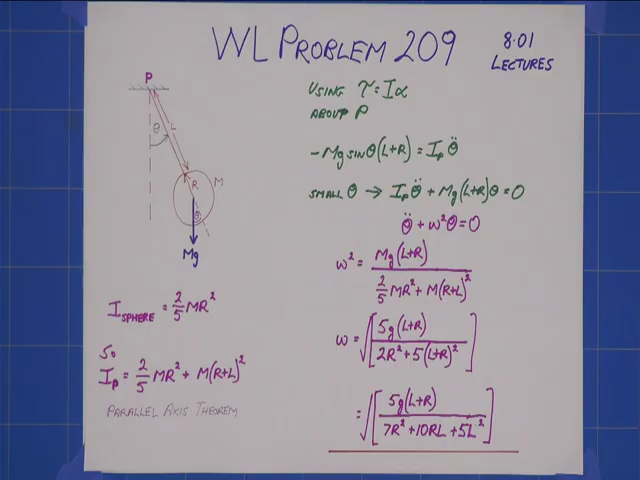 WL PROBLEM 209
8.01
LECTURES
P
θ
L
R
M
θ
Mg
I_SPHERE = 2/5 MR²
SO
I_P = 2/5 MR² + M(R+L)²
PARALLEL AXIS THEOREM
USING τ = Iα
ABOUT P
-Mg SIN θ(L+R) = I_P θ̈
SMALL θ → I_P θ̈ + Mg(L+R)θ = 0
θ̈ + ω²θ = 0
ω² = Mg(L+R) / (2/5 MR² + M(R+L)²)
ω = √[5g(L+R) / (2R² + 5(L+R)²)]
= √[5g(L+R) / (7R² + 10RL + 5L²)]